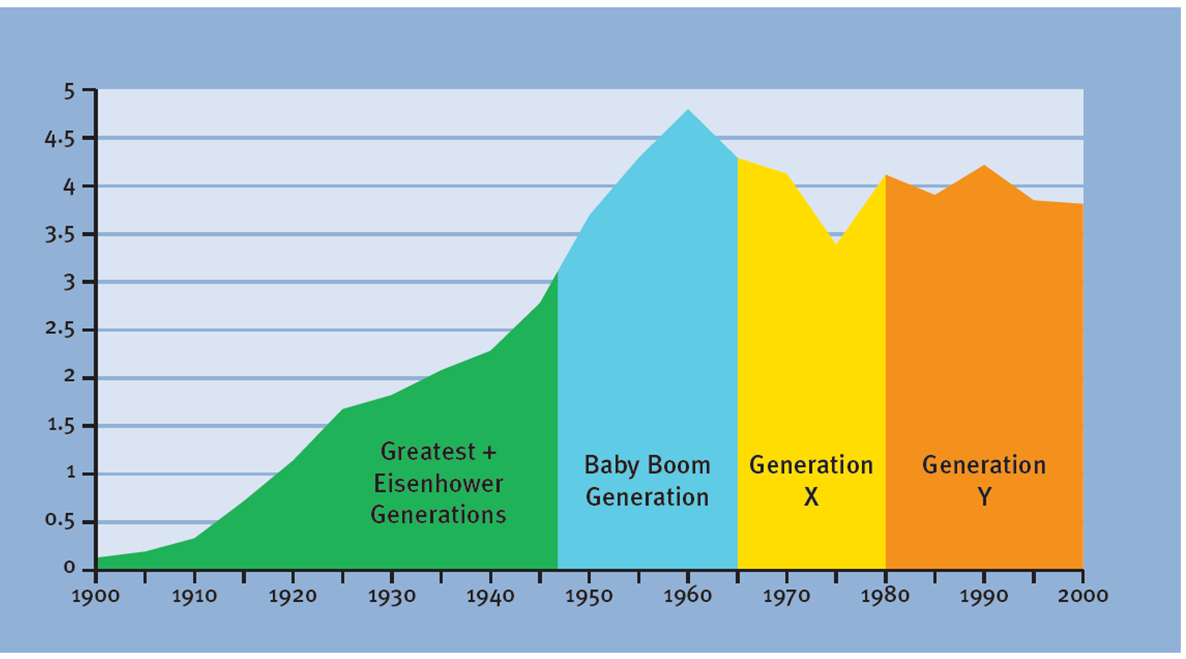 5
4.5
4
3.5
3
2.5
2
1.5
1
0.5
0
Greatest +
Eisenhower
Generations
Baby Boom
Generation
Generation
X
Generation
Y
1900 1910 1920 1930 1940 1950 1960 1970 1980 1990 2000